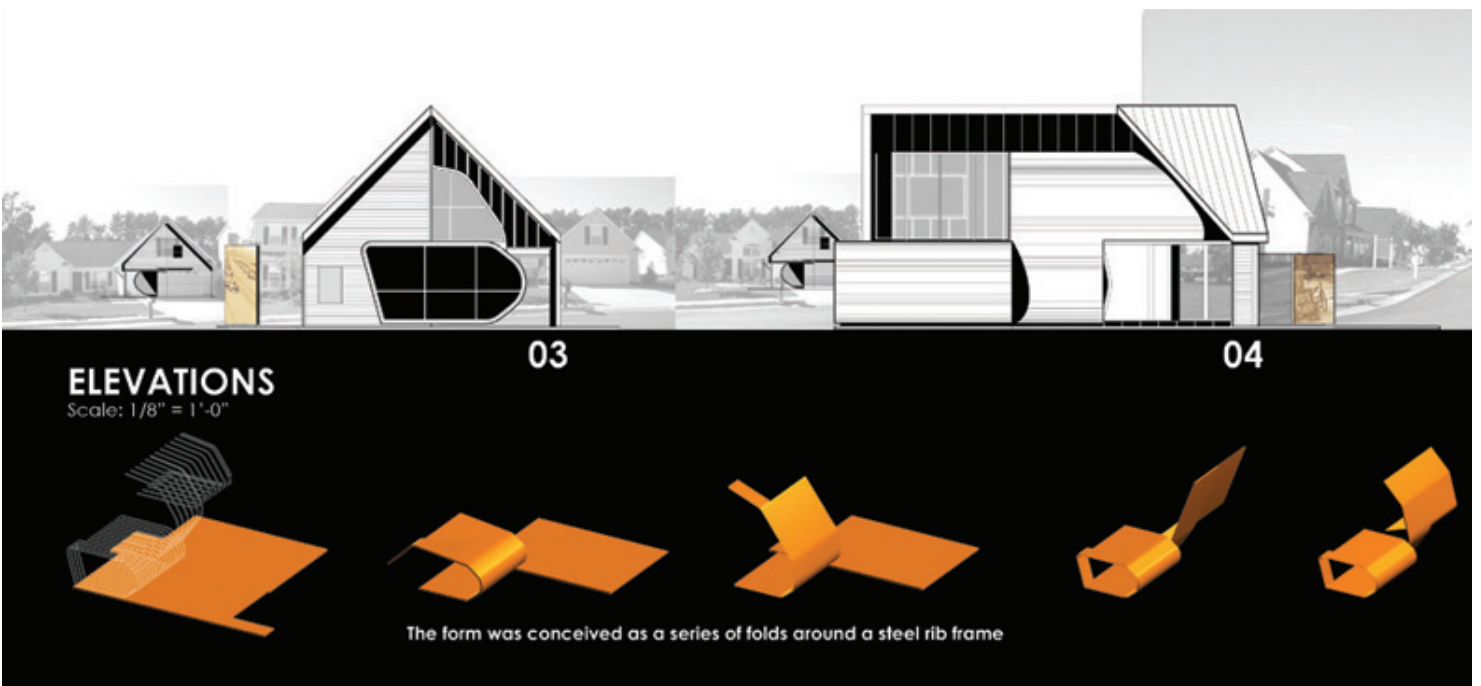 03
04
ELEVATIONS
Scale: 1/8" = 1'-0"
The form was conceived as a series of folds around a steel rib frame